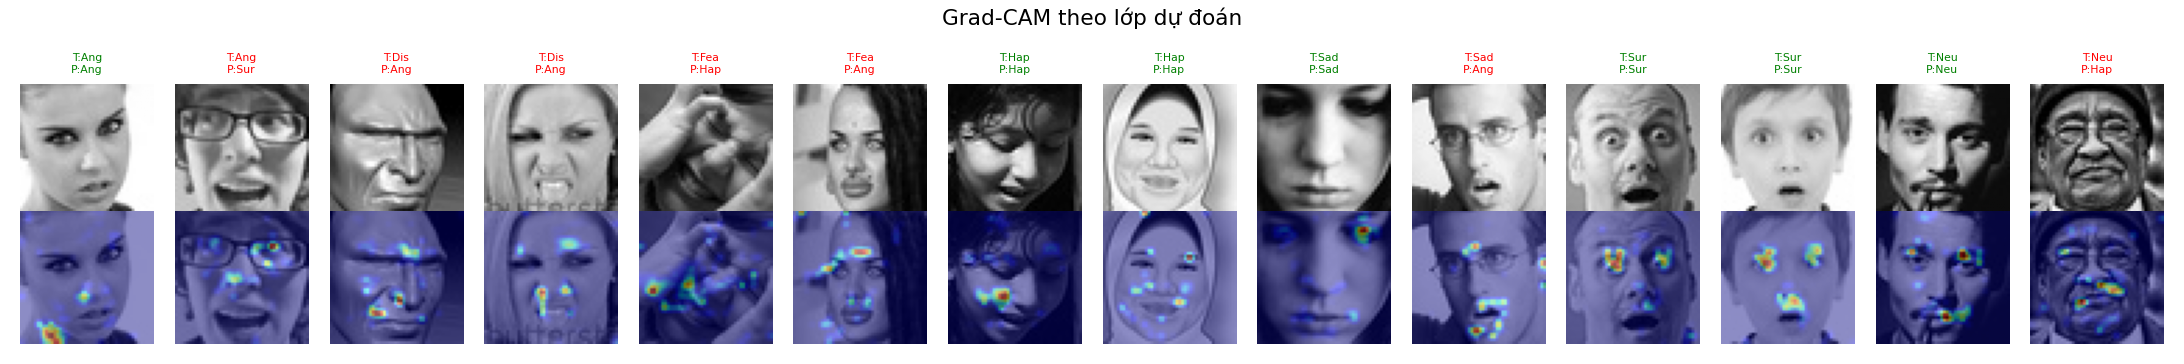 Grad-CAM theo lớp dự đoán
T:Ang
P:Ang
T:Ang
P:Sur
T:Dis
P:Ang
T:Dis
P:Ang
T:Fea
P:Hap
T:Fea
P:Ang
T:Hap
P:Hap
T:Hap
P:Hap
T:Sad
P:Sad
T:Sad
P:Ang
T:Sur
P:Sur
T:Sur
P:Sur
T:Neu
P:Neu
T:Neu
P:Hap